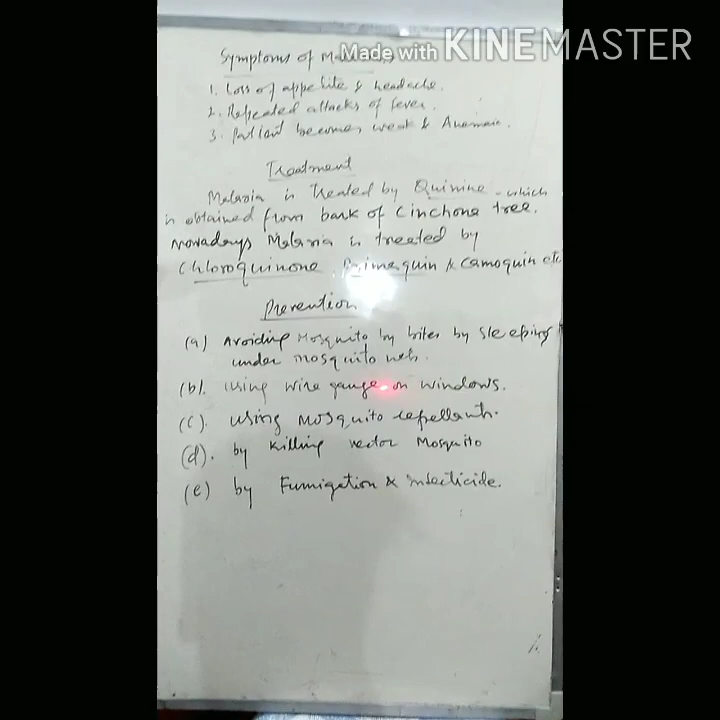 Symptoms of
Made with KINEMASTER
1. Loss of appetite & headache.
2. Repeated attacks of fever.
3. Patient becomes weak & Anaemic.
Treatment
Malaria is treated by Quinine - which
is obtained from bark of Cinchona tree.
Nowadays Malaria is treated by
Chloroquinone, Primaquin & Camoquin etc
Prevention
(a) Avoiding Mosquito by bites by sleeping
under mosquito nets.
(b). using wire gauge on windows.
(c). using Mosquito repellants.
(d). by killing vector Mosquito
(e) by Fumigation & insecticide.